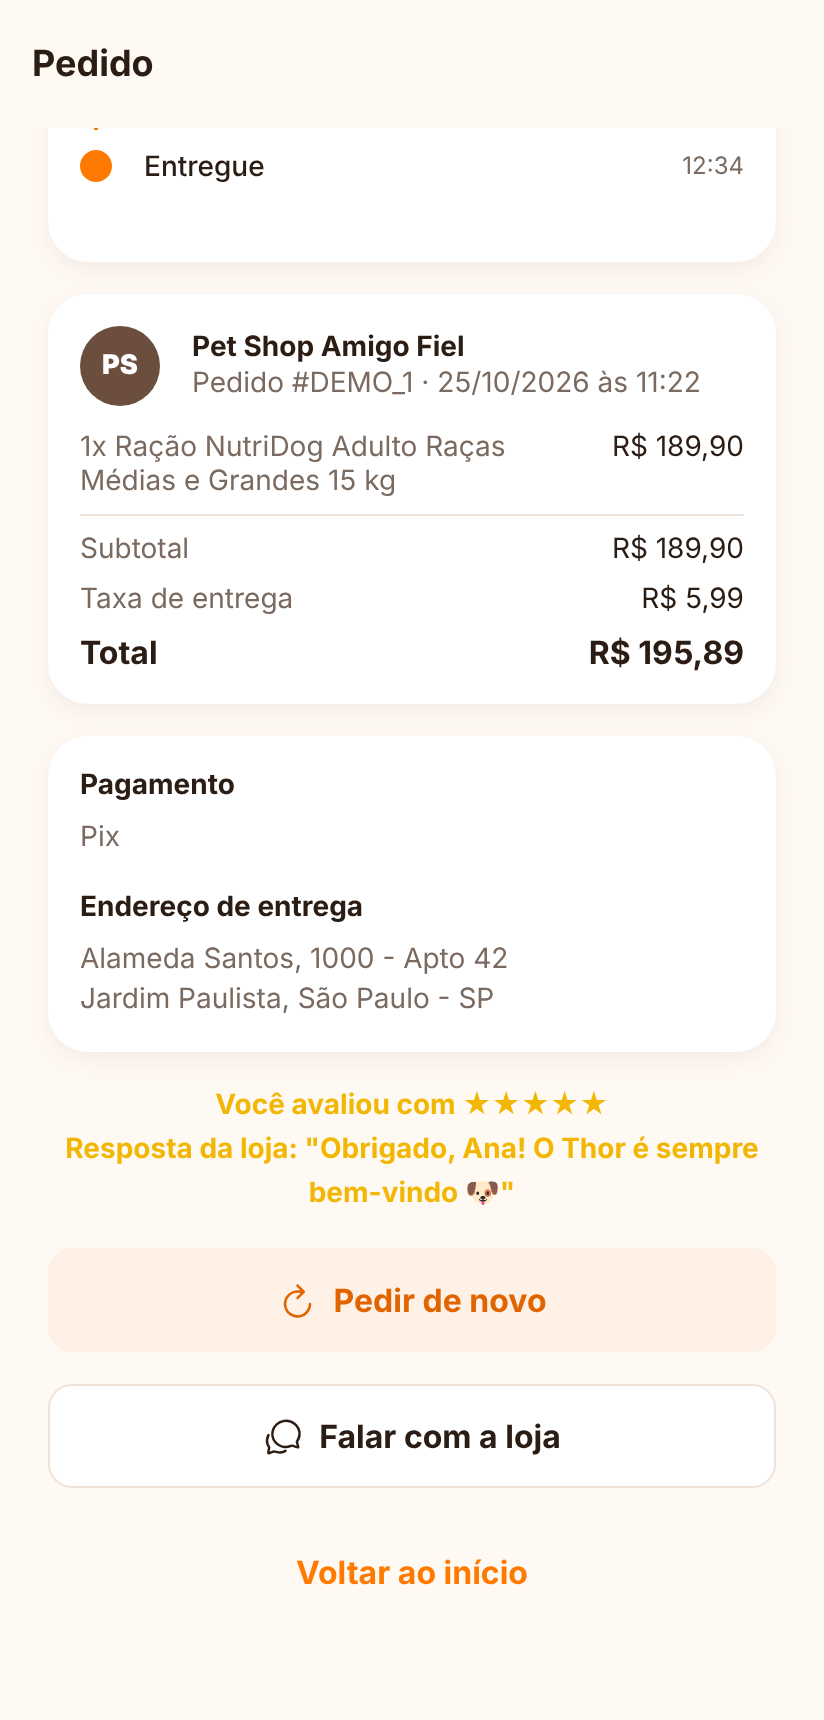 Pedido
Entregue 12:34
PS
Pet Shop Amigo Fiel
Pedido #DEMO_1 · 25/10/2026 às 11:22
1x Ração NutriDog Adulto Raças R$ 189,90
Médias e Grandes 15 kg
Subtotal R$ 189,90
Taxa de entrega R$ 5,99
Total R$ 195,89
Pagamento
Pix
Endereço de entrega
Alameda Santos, 1000 - Apto 42
Jardim Paulista, São Paulo - SP
Você avaliou com ★★★★★
Resposta da loja: "Obrigado, Ana! O Thor é sempre
bem-vindo 🐶"
Pedir de novo
Falar com a loja
Voltar ao início